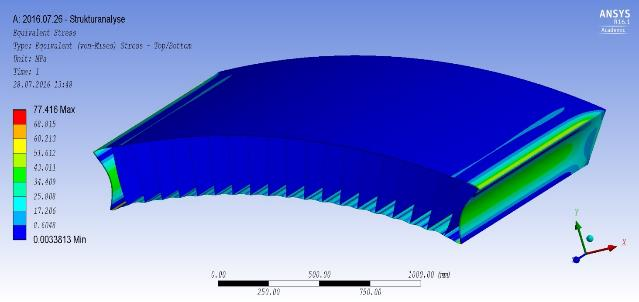 A: 2016.07.26 - Strukturanalyse
Equivalent Stress
Type: Equivalent (von-Mises) Stress - Top/Bottom
Unit: MPa
Time: 1
28.07.2016 13:48
ANSYS
R16.1
Academic
77.416 Max
68.815
60.213
51.612
43.011
34.409
25.808
17.206
8.6048
0.0033813 Min
0.00
500.00
1000.00 (mm)
250.00
750.00
Y
X